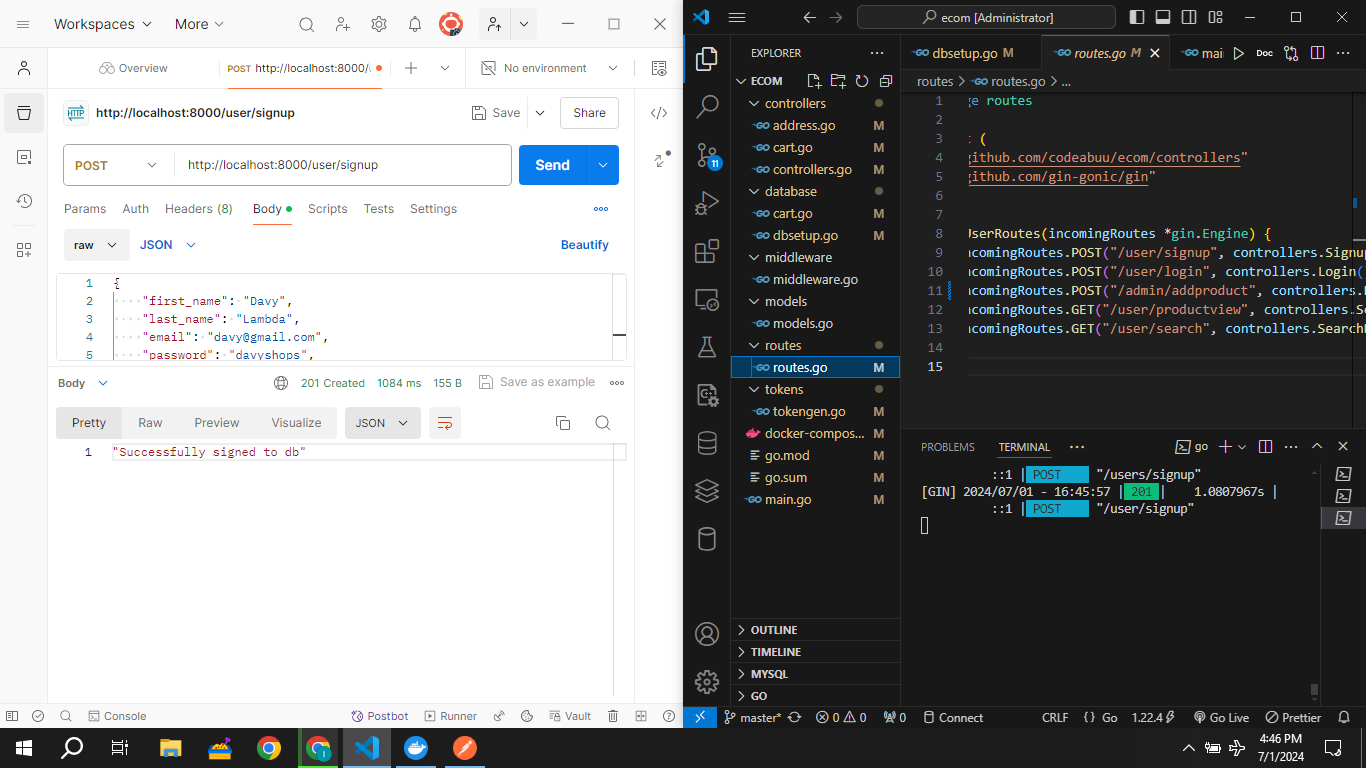 Workspaces
More
Overview
POST http://localhost:8000/
No environment
HTTP http://localhost:8000/user/signup
Save
Share
POST
http://localhost:8000/user/signup
Send
Params
Auth
Headers (8)
Body
Scripts
Tests
Settings
raw
JSON
Beautify
1 {
2 "first_name": "Davy",
3 "last_name": "Lambda",
4 "email": "davy@gmail.com",
5 "password": "davyshops",
Body
201 Created
1084 ms
155 B
Save as example
Pretty
Raw
Preview
Visualize
JSON
1 "Successfully signed to db"
Console
Postbot
Runner
Vault
ecom [Administrator]
11
EXPLORER
ECOM
controllers
address.go M
cart.go M
controllers.go M
database
cart.go M
dbsetup.go M
middleware
middleware.go
models
models.go
routes
routes.go M
tokens
tokengen.go M
docker-compos... M
go.mod M
go.sum M
main.go M
OUTLINE
TIMELINE
MYSQL
GO
dbsetup.go M
routes.go M
main
Doc
routes > routes.go > ...
1 ge routes
2
3 t (
4 github.com/codeabuu/ecom/controllers"
5 github.com/gin-gonic/gin"
6
7
8 UserRoutes(incomingRoutes *gin.Engine) {
9 ncomingRoutes.POST("/user/signup", controllers.Signu
10 ncomingRoutes.POST("/user/login", controllers.Login(
11 ncomingRoutes.POST("/admin/addproduct", controllers.
12 ncomingRoutes.GET("/user/productview", controllers.Se
13 ncomingRoutes.GET("/user/search", controllers.Search
14
15
PROBLEMS
TERMINAL
go
::1 | POST "/users/signup"
[GIN] 2024/07/01 - 16:45:57 | 201 | 1.0807967s |
::1 | POST "/user/signup"
master*
0
0
0
Connect
CRLF
{ } Go
1.22.4
Go Live
Prettier
4:46 PM
7/1/2024